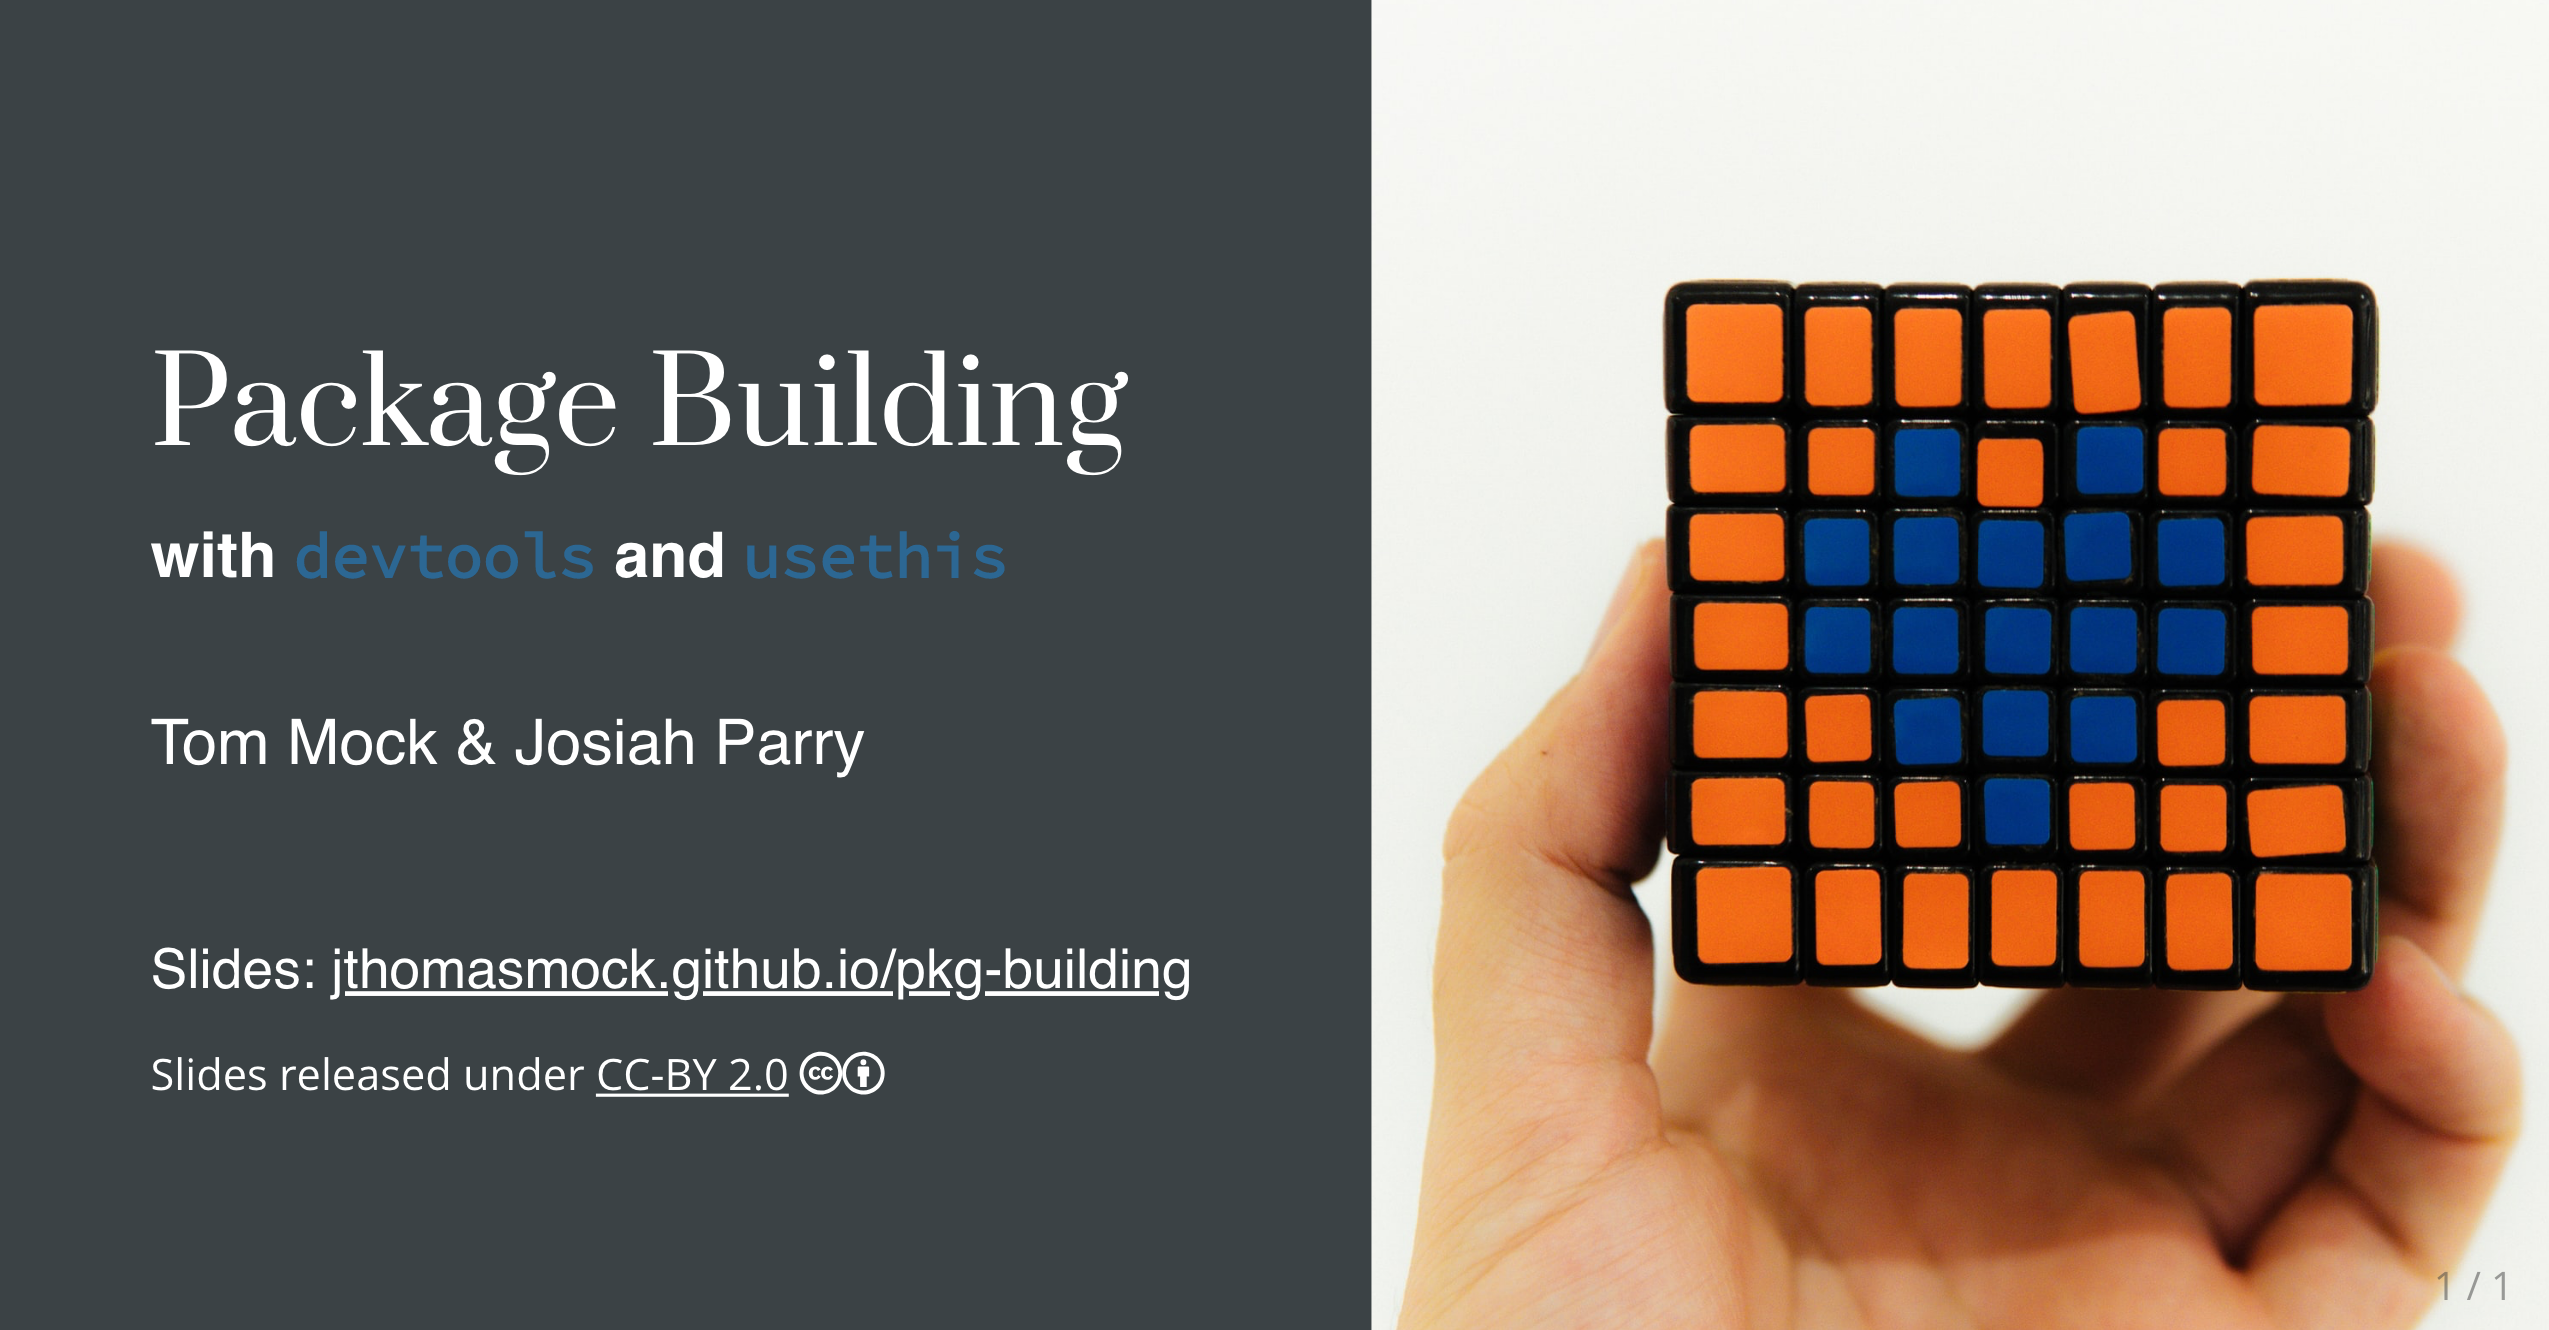 Package Building
with devtools and usethis
Tom Mock & Josiah Parry
Slides: jthomasmock.github.io/pkg-building
Slides released under CC-BY 2.0
1 / 1